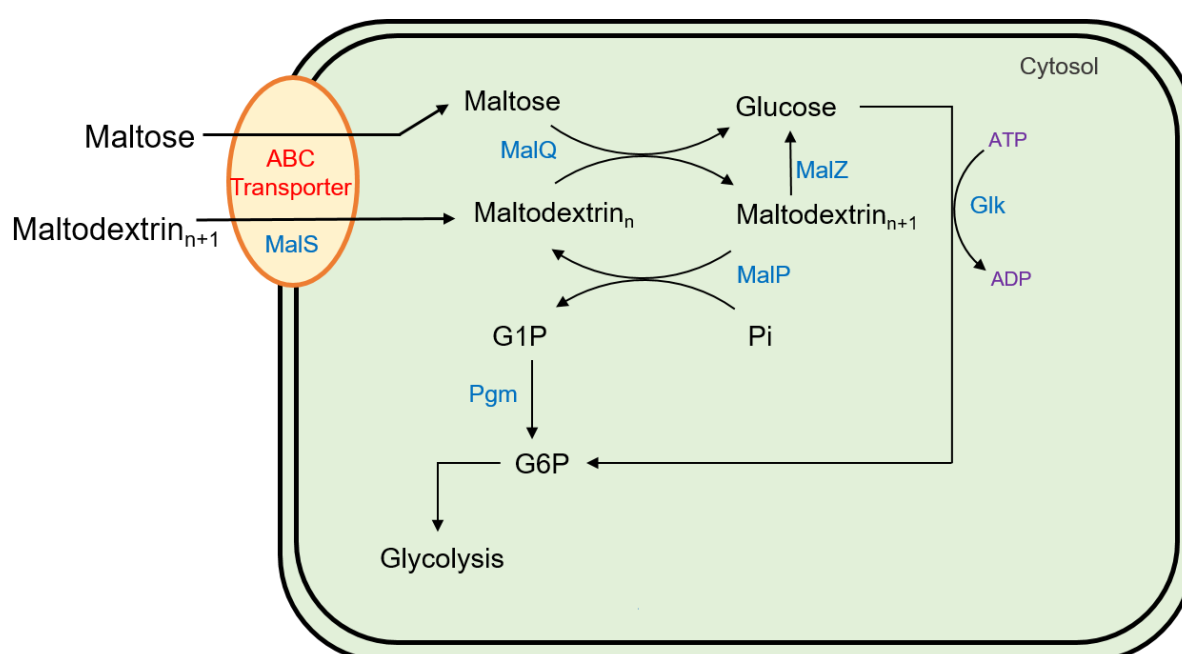 Cytosol
Maltose
Glucose
Maltose
ATP
MalQ
ABC
Transporter
MalZ
Glk
Maltodextrinₙ
Maltodextrinₙ₊₁
Maltodextrinₙ₊₁
MalS
MalP
ADP
G1P
Pi
Pgm
G6P
Glycolysis